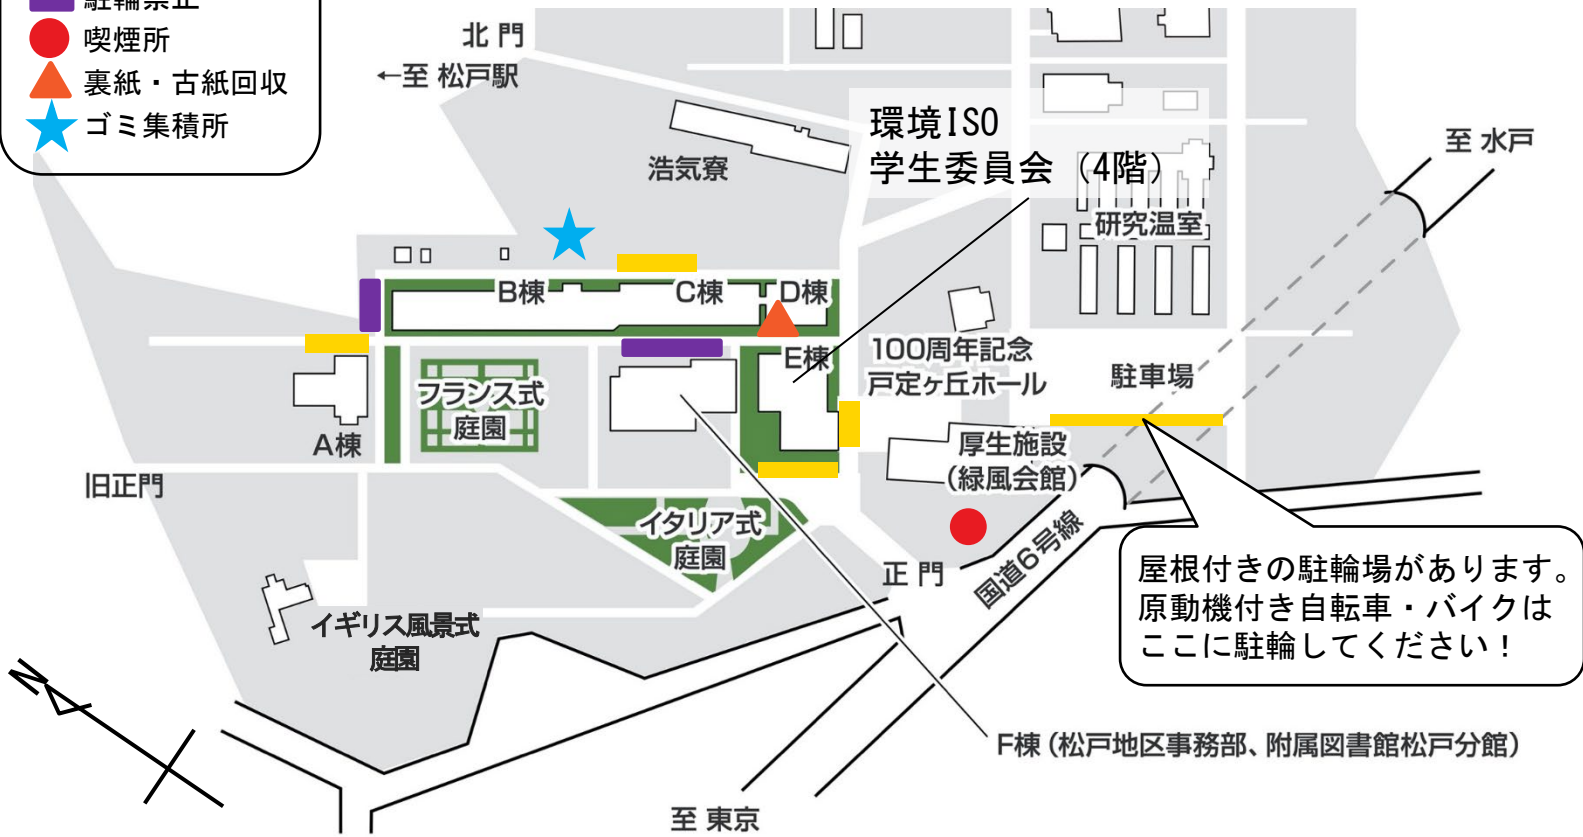 駐輪禁止
喫煙所
裏紙・古紙回収
ゴミ集積所
北門
←至 松戸駅
環境ISO
学生委員会（4階）
浩気寮
至 水戸
研究温室
B棟
C棟
D棟
E棟
100周年記念
戸定ヶ丘ホール
駐車場
フランス式
庭園
A棟
厚生施設
（緑風会館）
旧正門
イタリア式
庭園
正門
国道6号線
屋根付きの駐輪場があります。
原動機付き自転車・バイクは
ここに駐輪してください！
イギリス風景式
庭園
N
F棟（松戸地区事務部、附属図書館松戸分館）
至 東京